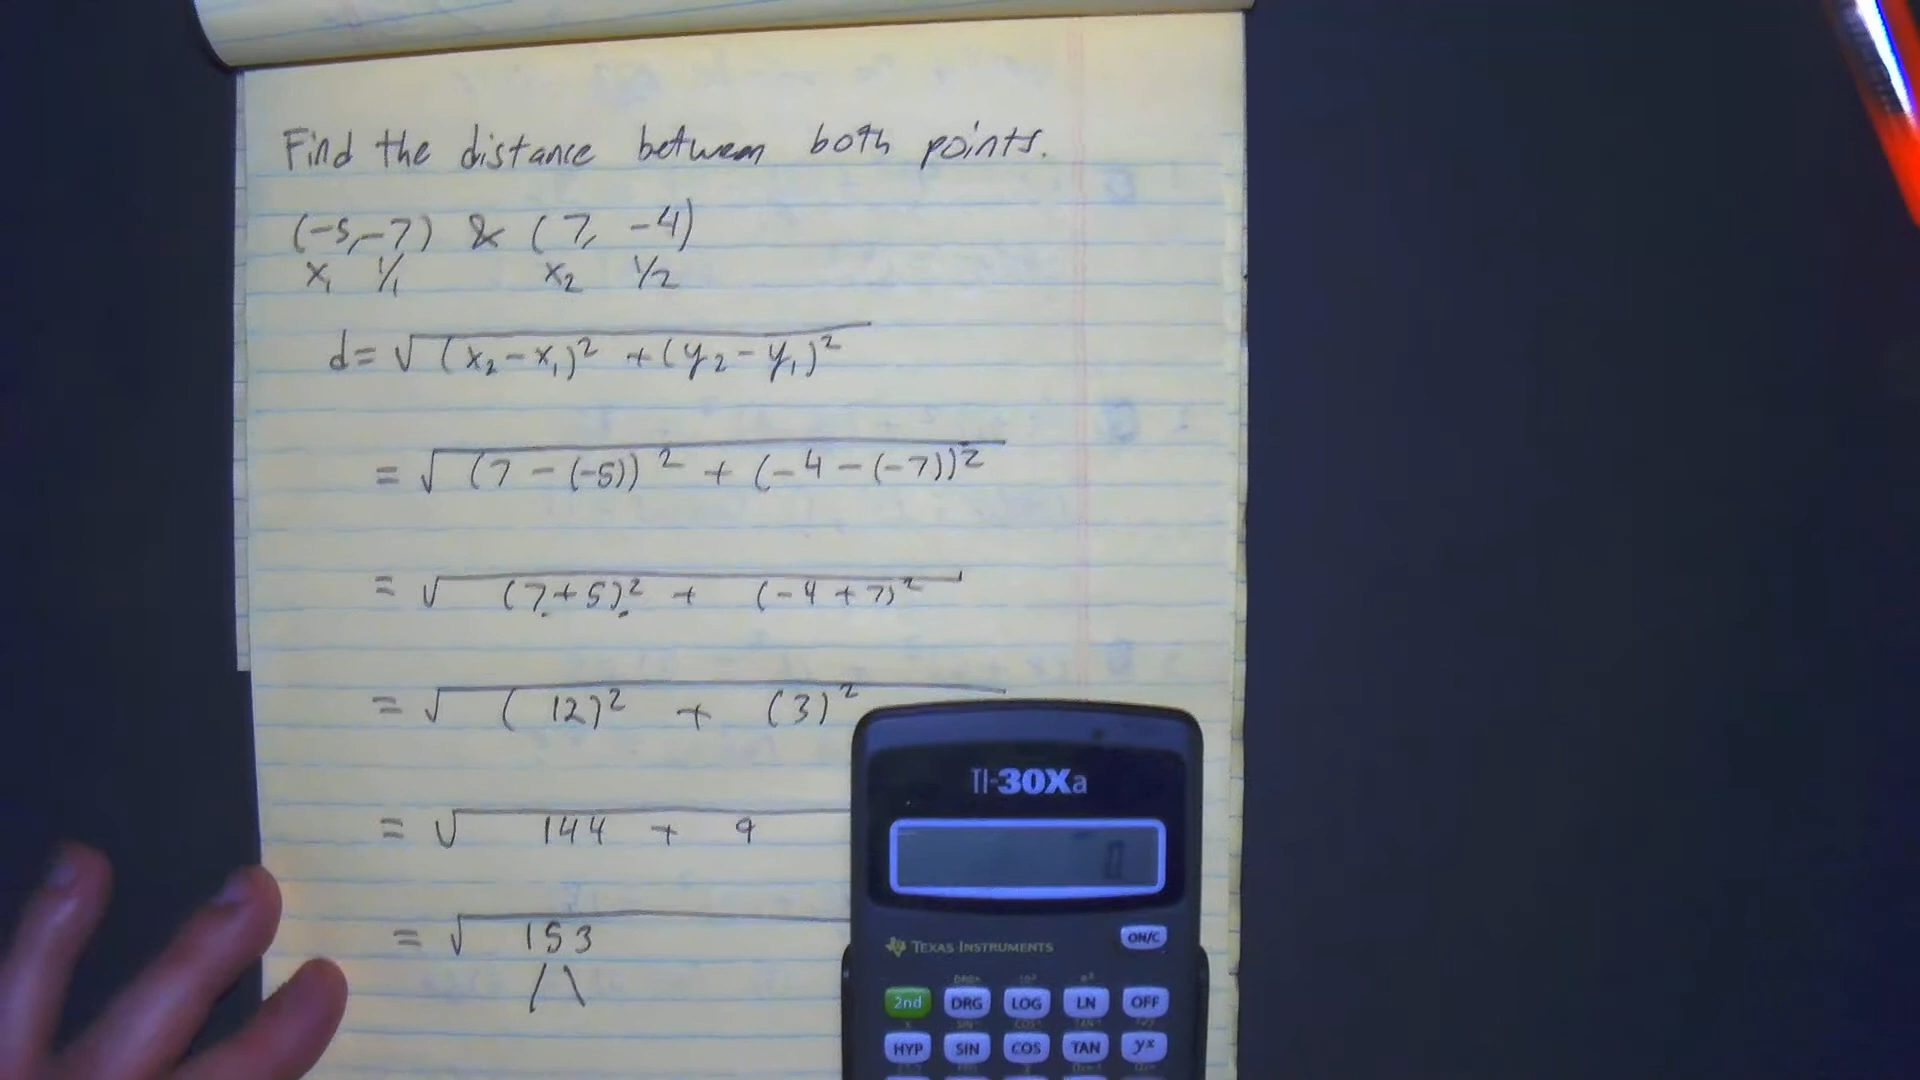 Find the distance between both points.
(-5,-7) & (7, -4)
x₁ y₁ x₂ y₂
d=√(x₂-x₁)² +(y₂-y₁)²
=√(7-(-5))² + (-4-(-7))²
=√(7+5)² + (-4+7)²
=√(12)² + (3)²
=√144 + 9
=√153
TI-30Xa
0
TEXAS INSTRUMENTS
ON/C
2nd DRG LOG LN OFF
HYP SIN COS TAN yˣ